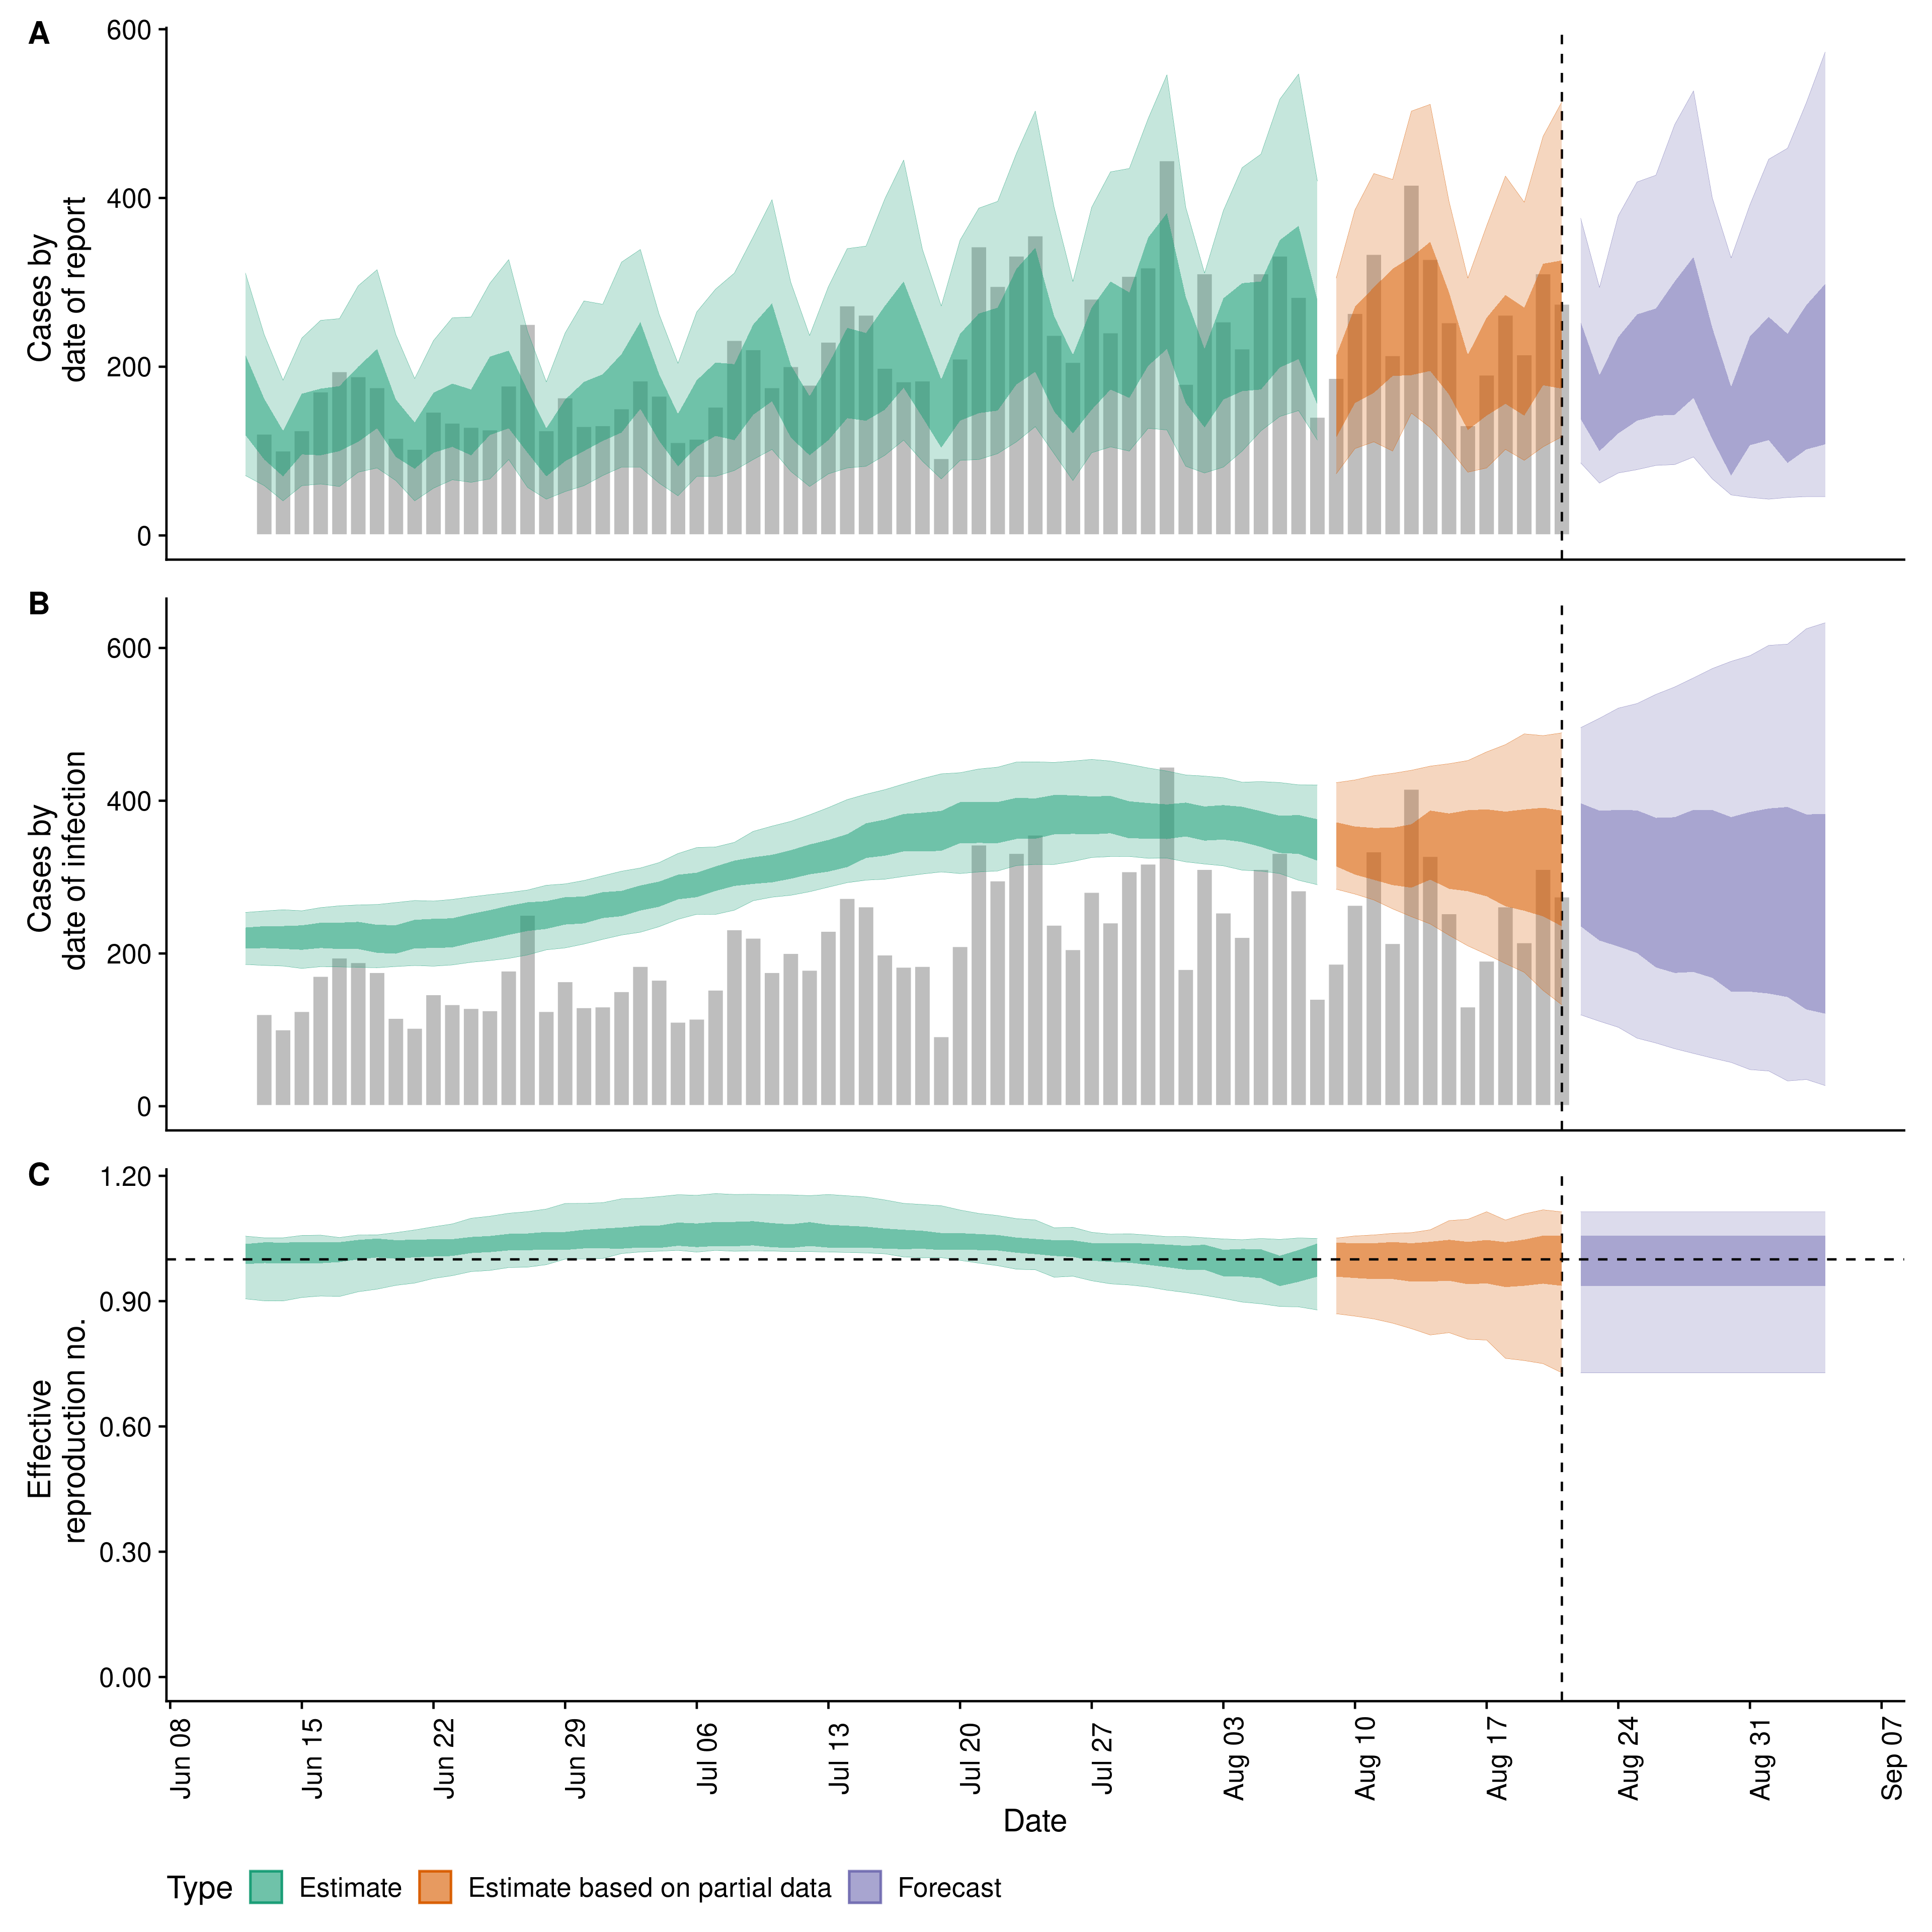 A
600
400
200
0
Cases by
date of report
B
600
400
200
0
Cases by
date of infection
C
1.20
0.90
0.60
0.30
0.00
Effective
reproduction no.
Jun 08
Jun 15
Jun 22
Jun 29
Jul 06
Jul 13
Jul 20
Jul 27
Aug 03
Aug 10
Aug 17
Aug 24
Aug 31
Sep 07
Date
Type Estimate Estimate based on partial data Forecast